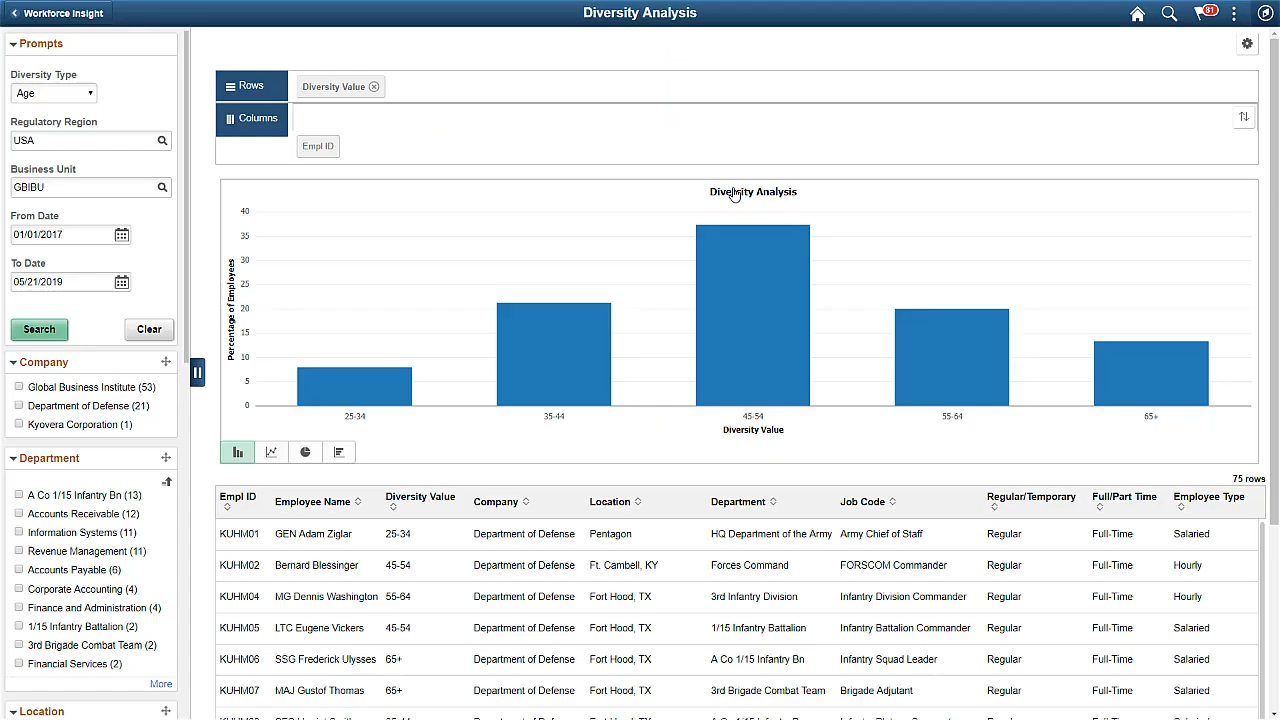 Workforce Insight
Diversity Analysis
81
Prompts
Diversity Type
Age
Regulatory Region
USA
Business Unit
GBIBU
From Date
01/01/2017
To Date
05/21/2019
Search Clear
Company
Global Business Institute (53)
Department of Defense (21)
Kyovera Corporation (1)
Department
A Co 1/15 Infantry Bn (13)
Accounts Receivable (12)
Information Systems (11)
Revenue Management (11)
Accounts Payable (6)
Corporate Accounting (4)
Finance and Administration (4)
1/15 Infantry Battalion (2)
3rd Brigade Combat Team (2)
Financial Services (2)
More
Location
Rows Diversity Value
Columns
Empl ID
Diversity Analysis
Percentage of Employees
40
35
30
25
20
15
10
5
0
25-34 35-44 45-54 55-64 65+
Diversity Value
75 rows
Empl ID Employee Name Diversity Value Company Location Department Job Code Regular/Temporary Full/Part Time Employee Type
KUHM01 GEN Adam Ziglar 25-34 Department of Defense Pentagon HQ Department of the Army Army Chief of Staff Regular Full-Time Salaried
KUHM02 Bernard Blessinger 45-54 Department of Defense Ft. Cambell, KY Forces Command FORSCOM Commander Regular Full-Time Hourly
KUHM04 MG Dennis Washington 55-64 Department of Defense Fort Hood, TX 3rd Infantry Division Infantry Division Commander Regular Full-Time Hourly
KUHM05 LTC Eugene Vickers 45-54 Department of Defense Fort Hood, TX 1/15 Infantry Battalion Infantry Battalion Commander Regular Full-Time Salaried
KUHM06 SSG Frederick Ulysses 65+ Department of Defense Fort Hood, TX A Co 1/15 Infantry Bn Infantry Squad Leader Regular Full-Time Salaried
KUHM07 MAJ Gustof Thomas 65+ Department of Defense Fort Hood, TX 3rd Brigade Combat Team Brigade Adjutant Regular Full-Time Salaried